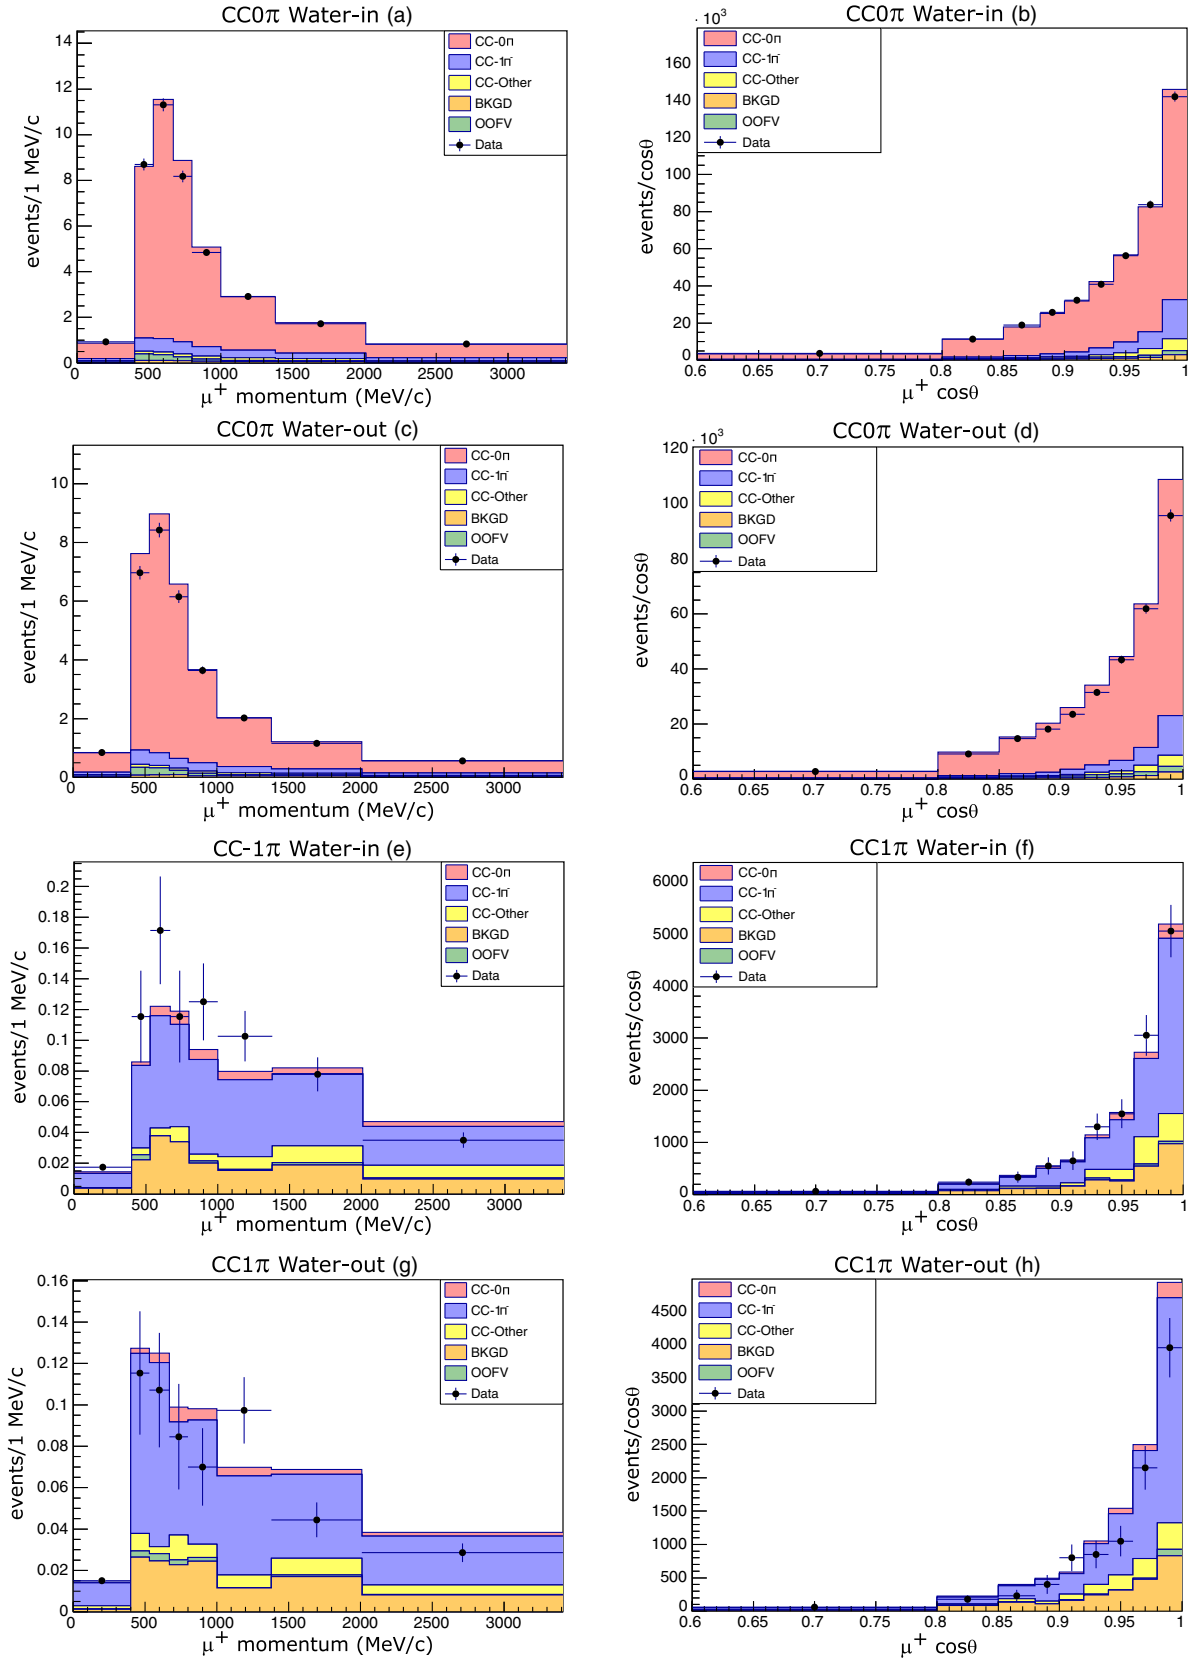 CC0π Water-in (a)
events/1 MeV/c
14
12
10
8
6
4
2
0
CC-0π
CC-1π-
CC-Other
BKGD
OOFV
Data
0 500 1000 1500 2000 2500 3000
μ+ momentum (MeV/c)
CC0π Water-in (b)
· 10³
events/cosθ
160
140
120
100
80
60
40
20
0
CC-0π
CC-1π-
CC-Other
BKGD
OOFV
Data
0.6 0.65 0.7 0.75 0.8 0.85 0.9 0.95 1
μ+ cosθ
CC0π Water-out (c)
events/1 MeV/c
10
8
6
4
2
0
CC-0π
CC-1π-
CC-Other
BKGD
OOFV
Data
0 500 1000 1500 2000 2500 3000
μ+ momentum (MeV/c)
CC0π Water-out (d)
· 10³
events/cosθ
120
100
80
60
40
20
0
CC-0π
CC-1π-
CC-Other
BKGD
OOFV
Data
0.6 0.65 0.7 0.75 0.8 0.85 0.9 0.95 1
μ+ cosθ
CC-1π Water-in (e)
events/1 MeV/c
0.2
0.18
0.16
0.14
0.12
0.1
0.08
0.06
0.04
0.02
0
CC-0π
CC-1π-
CC-Other
BKGD
OOFV
Data
0 500 1000 1500 2000 2500 3000
μ+ momentum (MeV/c)
CC1π Water-in (f)
events/cosθ
6000
5000
4000
3000
2000
1000
0
CC-0π
CC-1π-
CC-Other
BKGD
OOFV
Data
0.6 0.65 0.7 0.75 0.8 0.85 0.9 0.95 1
μ+ cosθ
CC1π Water-out (g)
events/1 MeV/c
0.16
0.14
0.12
0.1
0.08
0.06
0.04
0.02
0
CC-0π
CC-1π-
CC-Other
BKGD
OOFV
Data
0 500 1000 1500 2000 2500 3000
μ+ momentum (MeV/c)
CC1π Water-out (h)
events/cosθ
4500
4000
3500
3000
2500
2000
1500
1000
500
0
CC-0π
CC-1π-
CC-Other
BKGD
OOFV
Data
0.6 0.65 0.7 0.75 0.8 0.85 0.9 0.95 1
μ+ cosθ